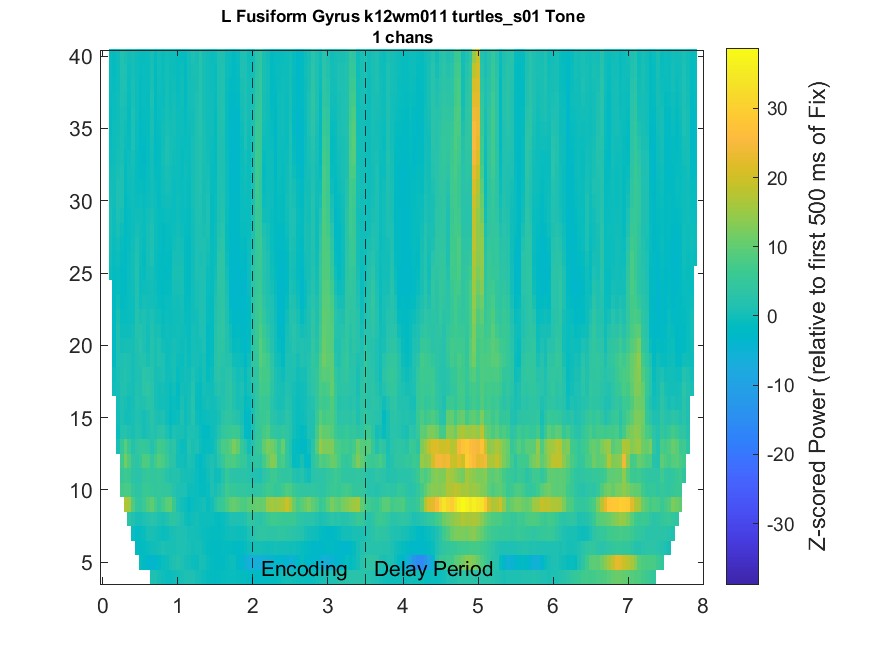 L Fusiform Gyrus k12wm011 turtles_s01 Tone
1 chans
40
35
30
25
20
15
10
5
Encoding
Delay Period
0 1 2 3 4 5 6 7 8
30
20
10
0
-10
-20
-30
Z-scored Power (relative to first 500 ms of Fix)